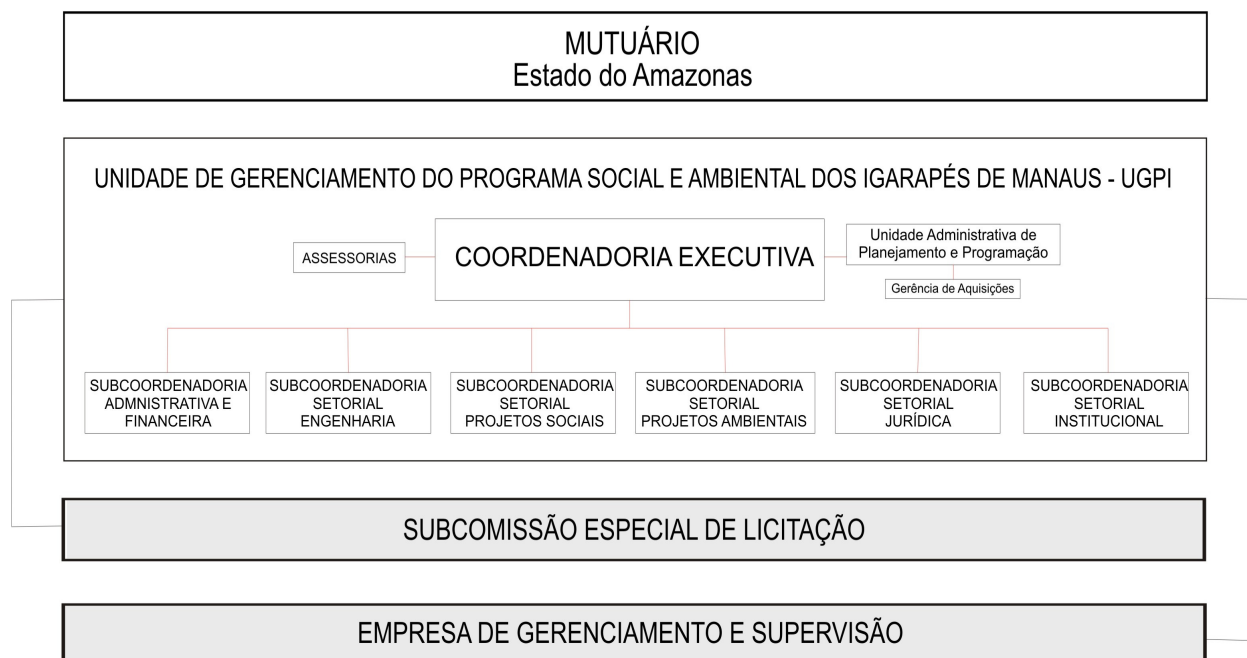 MUTUÁRIO
Estado do Amazonas
UNIDADE DE GERENCIAMENTO DO PROGRAMA SOCIAL E AMBIENTAL DOS IGARAPÉS DE MANAUS - UGPI
ASSESSORIAS
COORDENADORIA EXECUTIVA
Unidade Administrativa de
Planejamento e Programação
Gerência de Aquisições
SUBCOORDENADORIA
ADMNISTRATIVA E
FINANCEIRA
SUBCOORDENADORIA
SETORIAL
ENGENHARIA
SUBCOORDENADORIA
SETORIAL
PROJETOS SOCIAIS
SUBCOORDENADORIA
SETORIAL
PROJETOS AMBIENTAIS
SUBCOORDENADORIA
SETORIAL
JURÍDICA
SUBCOORDENADORIA
SETORIAL
INSTITUCIONAL
SUBCOMISSÃO ESPECIAL DE LICITAÇÃO
EMPRESA DE GERENCIAMENTO E SUPERVISÃO